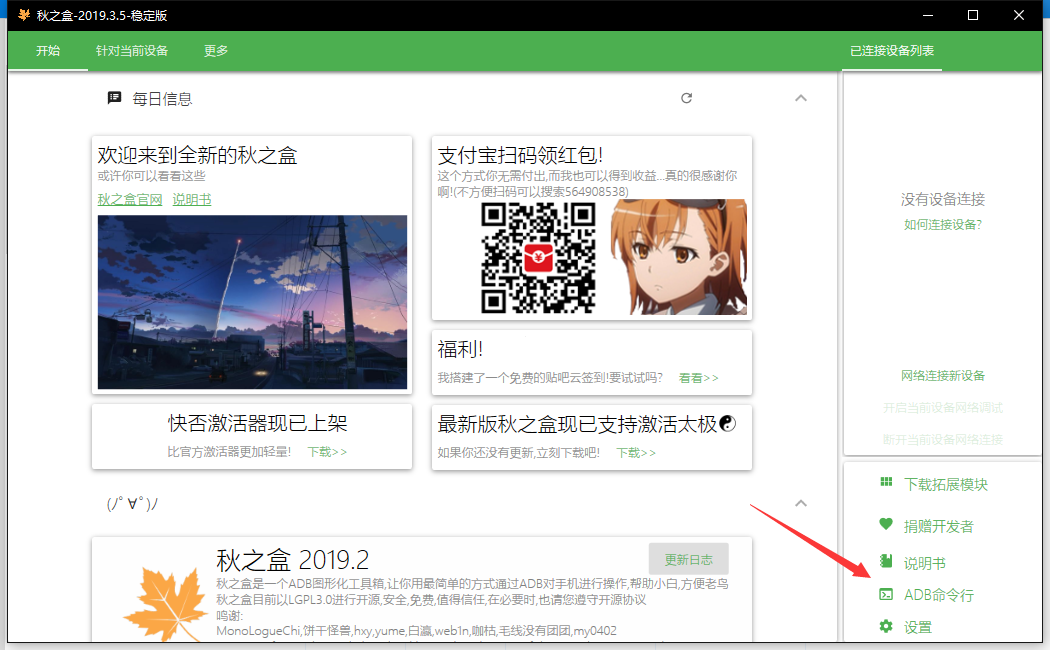 秋之盒-2019.3.5-稳定版
开始 针对当前设备 更多 已连接设备列表
每日信息
欢迎来到全新的秋之盒
或许你可以看看这些
秋之盒官网 说明书
支付宝扫码领红包!
这个方式你无需付出,而我也可以得到收益...真的很感谢你
啊!(不方便扫码可以搜索564908538)
福利!
我搭建了一个免费的贴吧云签到!要试试吗? 看看>>
快否激活器现已上架
比官方激活器更加轻量! 下载>>
最新版秋之盒现已支持激活太极
如果你还没有更新,立刻下载吧! 下载>>
(ﾉﾟ∀ﾟ)ﾉ
秋之盒 2019.2
更新日志
秋之盒是一个ADB图形化工具箱,让你用最简单的方式通过ADB对手机进行操作,帮助小白,方便老鸟
秋之盒目前以LGPL3.0进行开源,安全,免费,值得信任,在必要时,也请您遵守开源协议
鸣谢:
MonoLogueChi,饼干怪兽,hxy,yume,白瀛,web1n,咖枯,毛线没有团团,my0402
没有设备连接
如何连接设备?
网络连接新设备
开启当前设备网络调试
断开当前设备网络连接
下载拓展模块
捐赠开发者
说明书
ADB命令行
设置